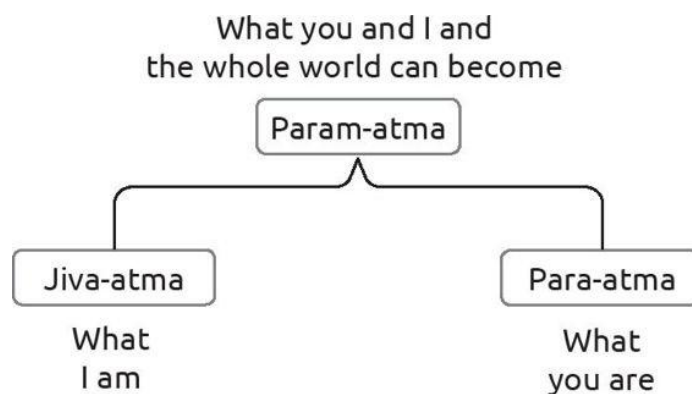 What you and I and
the whole world can become
Param-atma
Jiva-atma
Para-atma
What
I am
What
you are